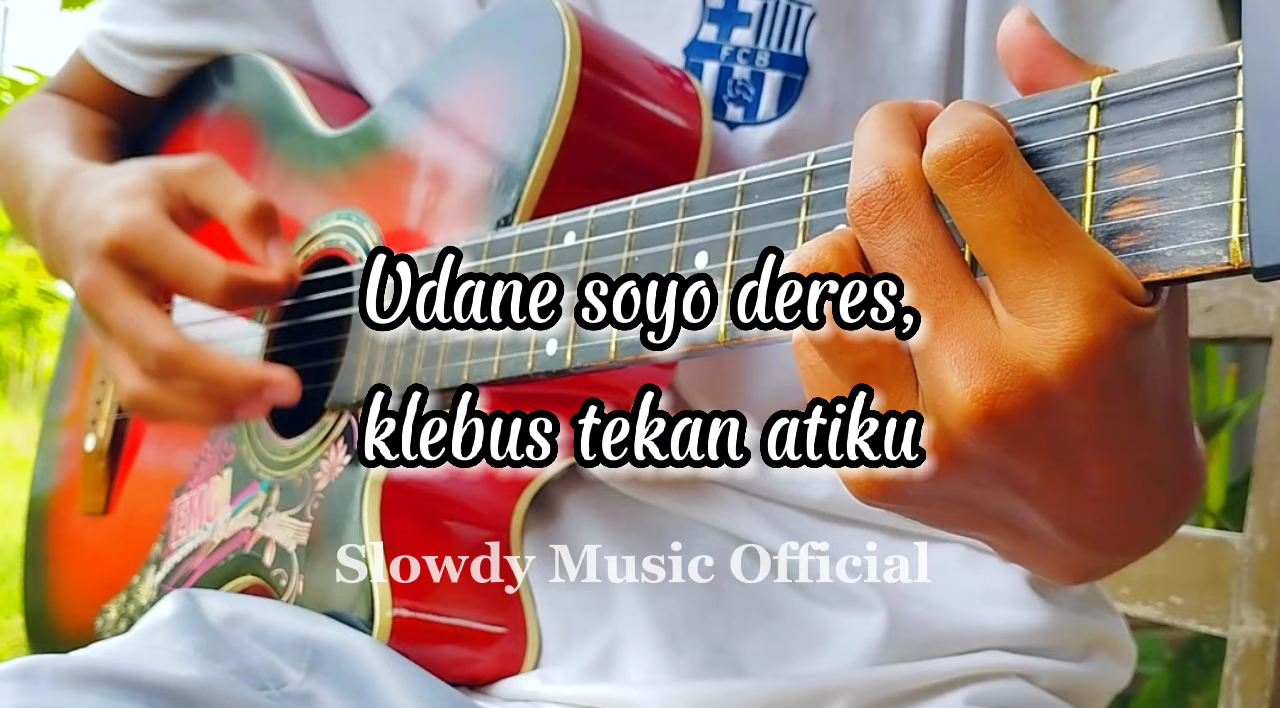 FCB
Udane soyo deres,
klebus tekan atiku
Slowdy Music Official